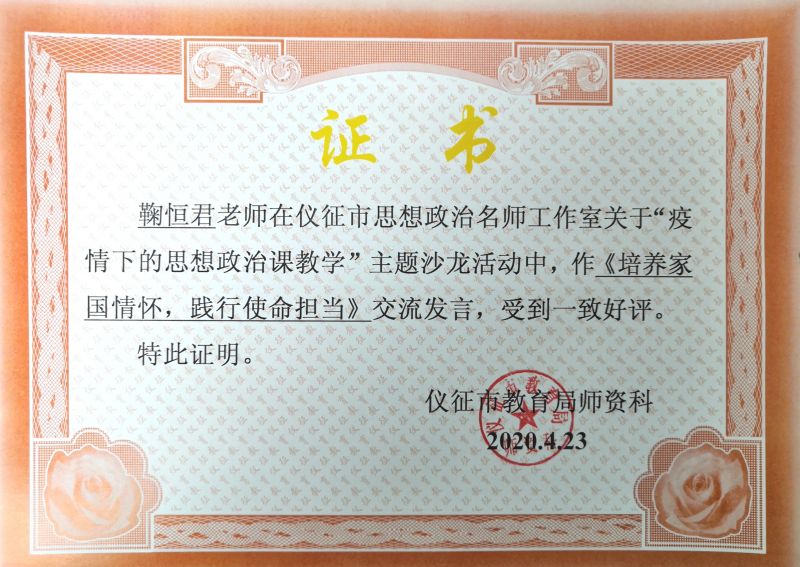 证 书
鞠恒君老师在仪征市思想政治名师工作室关于“疫
情下的思想政治课教学”主题沙龙活动中，作《培养家
国情怀，践行使命担当》交流发言，受到一致好评。
特此证明。
仪征市教育局师资科
2020.4.23